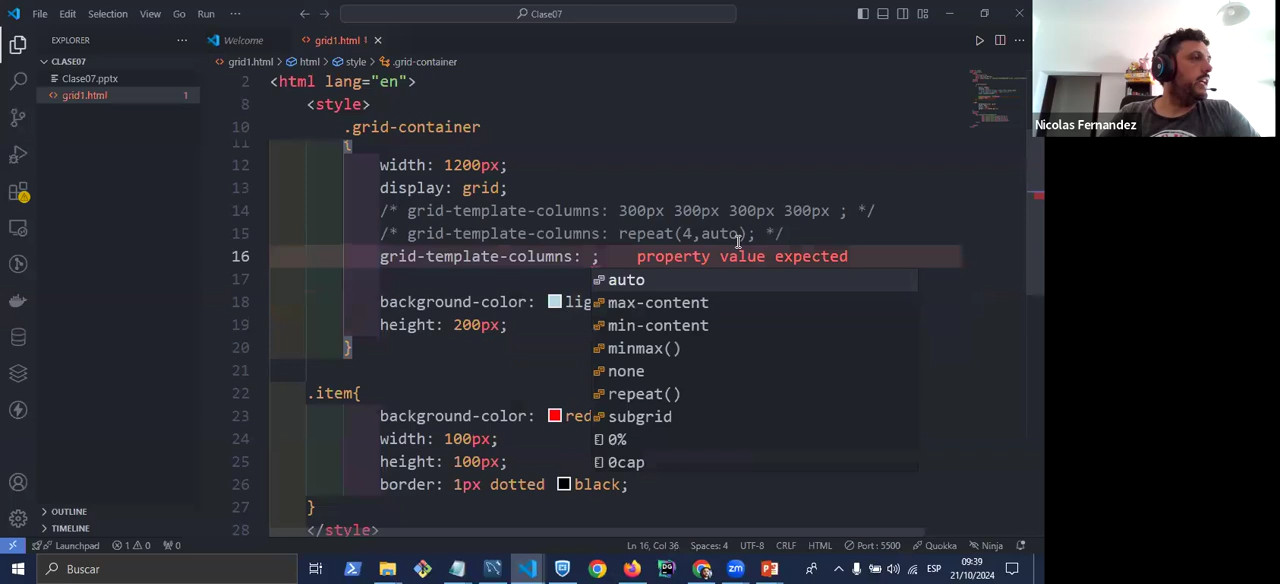 File Edit Selection View Go Run ··· Clase07
EXPLORER ···
Welcome
grid1.html 1
CLASE07
Clase07.pptx
grid1.html 1
grid1.html > html > style > .grid-container
2 <html lang="en">
8 <style>
10 .grid-container
11 {
12 width: 1200px;
13 display: grid;
14 /* grid-template-columns: 300px 300px 300px 300px ; */
15 /* grid-template-columns: repeat(4,auto); */
16 grid-template-columns: ; property value expected
17
18 background-color: lig
19 height: 200px;
20 }
21
22 .item{
23 background-color: red
24 width: 100px;
25 height: 100px;
26 border: 1px dotted black;
27 }
28 </style>
auto
max-content
min-content
minmax()
none
repeat()
subgrid
0%
0cap
Nicolas Fernandez
OUTLINE
TIMELINE
Launchpad 1 0 0 Ln 16, Col 36 Spaces: 4 UTF-8 CRLF HTML Port : 5500 Quokka Ninja
Buscar
DG
zm
ESP
09:39
21/10/2024